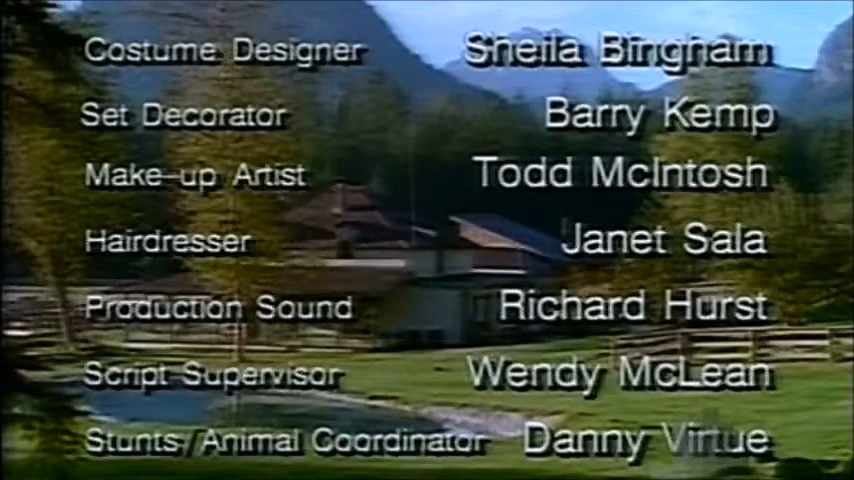 Costume Designer Sheila Bingham
Set Decorator Barry Kemp
Make-up Artist Todd McIntosh
Hairdresser Janet Sala
Production Sound Richard Hurst
Script Supervisor Wendy McLean
Stunts/Animal Coordinator Danny Virtue